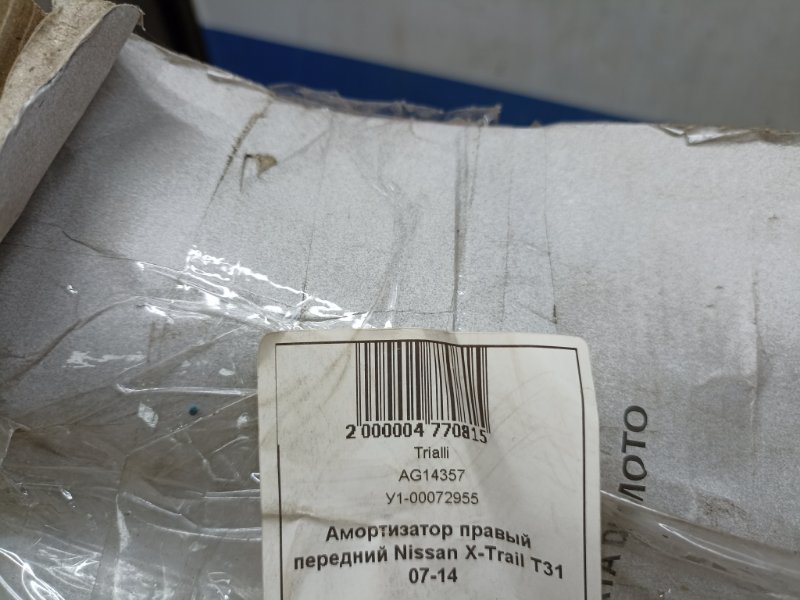 2 000004 770815
Trialli
AG14357
У1-00072955
Амортизатор правый
передний Nissan X-Trail T31
07-14
MOTO